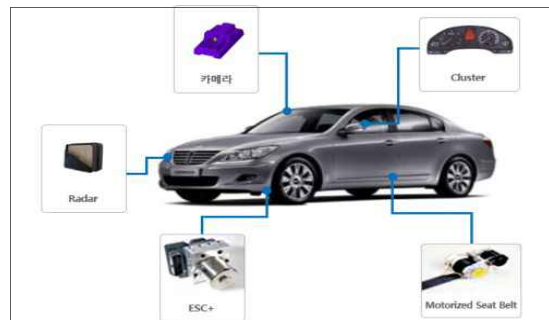 카메라
Cluster
Radar
ESC+
Motorized Seat Belt